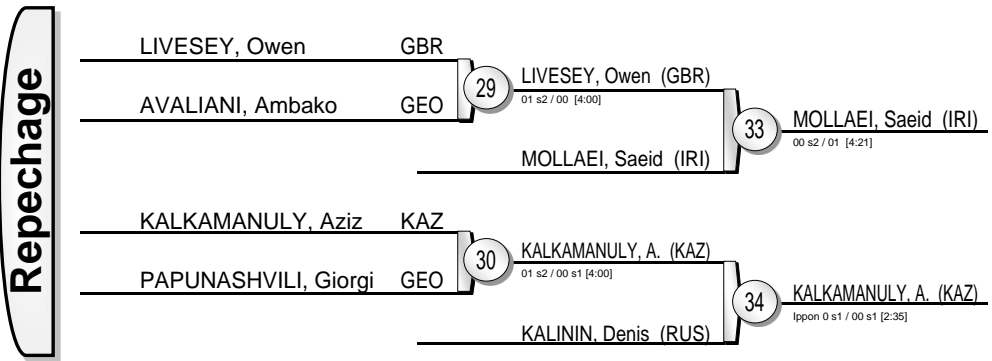 Repechage
LIVESEY, Owen GBR
AVALIANI, Ambako GEO
29
LIVESEY, Owen (GBR)
01 s2 / 00 [4:00]
MOLLAEI, Saeid (IRI)
33
MOLLAEI, Saeid (IRI)
00 s2 / 01 [4:21]
KALKAMANULY, Aziz KAZ
PAPUNASHVILI, Giorgi GEO
30
KALKAMANULY, A. (KAZ)
01 s2 / 00 s1 [4:00]
KALININ, Denis (RUS)
34
KALKAMANULY, A. (KAZ)
Ippon 0 s1 / 00 s1 [2:35]